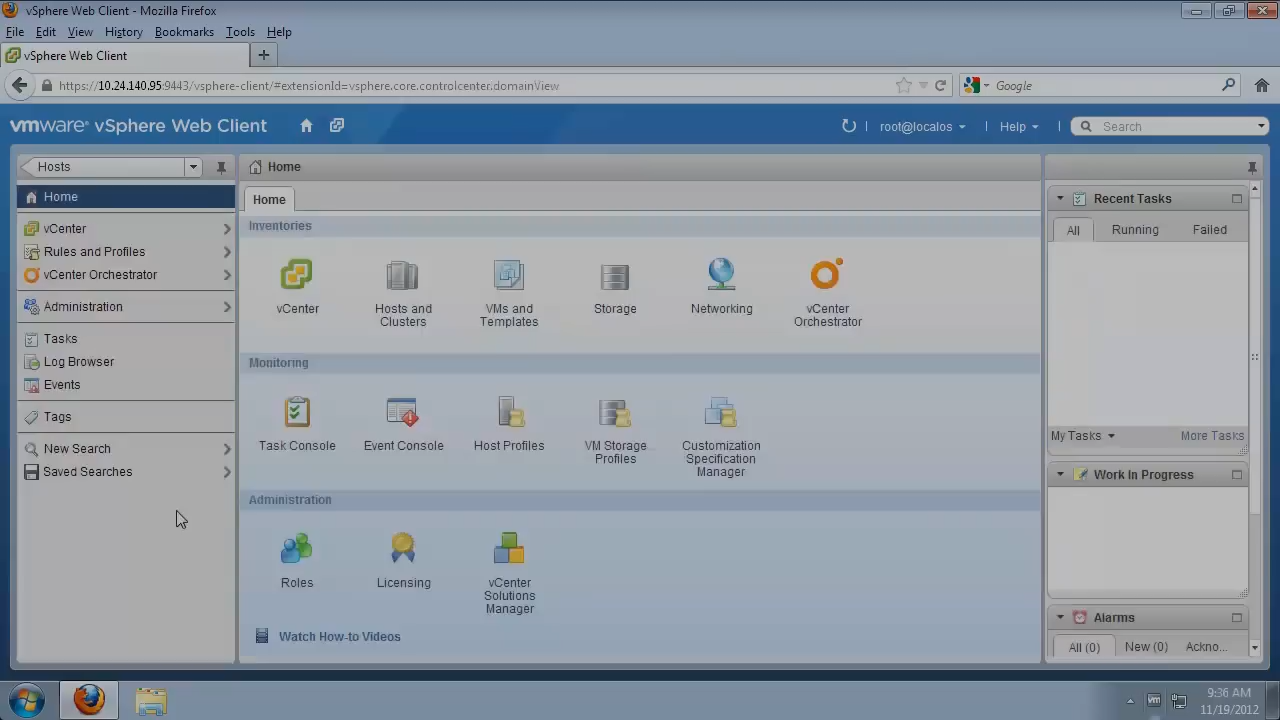 vSphere Web Client - Mozilla Firefox
File Edit View History Bookmarks Tools Help
vSphere Web Client
https://10.24.140.95:9443/vsphere-client/#extensionId=vsphere.core.controlcenter.domainView
Google
vmware® vSphere Web Client
root@localos
Help
Search
Hosts
Home
vCenter
Rules and Profiles
vCenter Orchestrator
Administration
Tasks
Log Browser
Events
Tags
New Search
Saved Searches
Home
Home
Inventories
vCenter
Hosts and
Clusters
VMs and
Templates
Storage
Networking
vCenter
Orchestrator
Monitoring
Task Console
Event Console
Host Profiles
VM Storage
Profiles
Customization
Specification
Manager
Administration
Roles
Licensing
vCenter
Solutions
Manager
Watch How-to Videos
Recent Tasks
All Running Failed
My Tasks More Tasks
Work In Progress
Alarms
All (0) New (0) Ackno...
vm
9:36 AM
11/19/2012